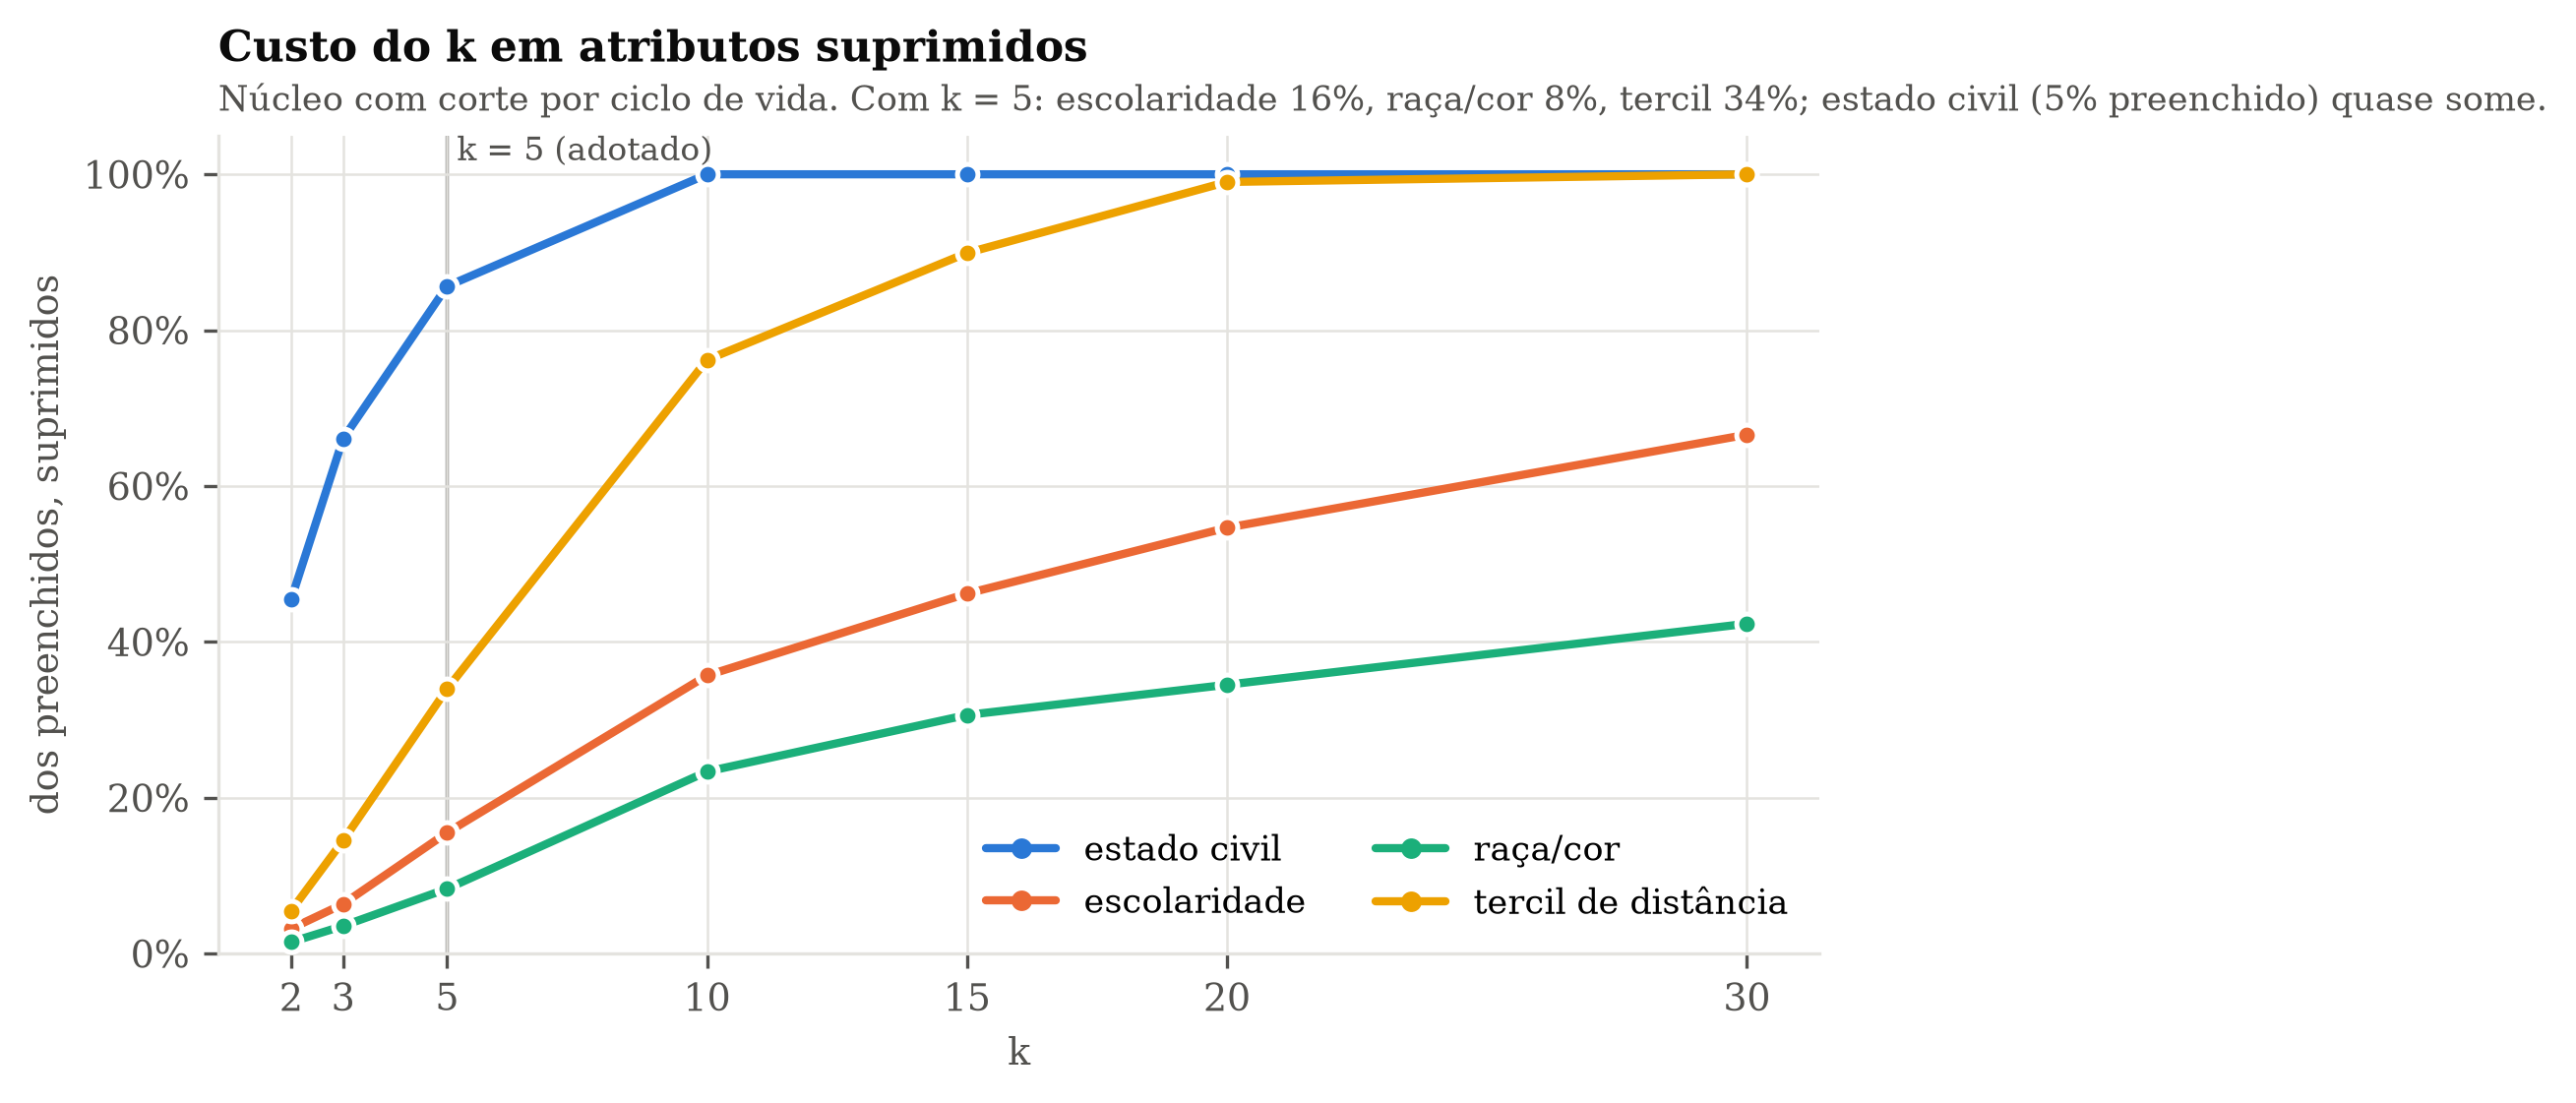 Custo do k em atributos suprimidos
Núcleo com corte por ciclo de vida. Com k = 5: escolaridade 16%, raça/cor 8%, tercil 34%; estado civil (5% preenchido) quase some.
k = 5 (adotado)
dos preenchidos, suprimidos
100%
80%
60%
40%
20%
0%
estado civil
escolaridade
raça/cor
tercil de distância
2 3 5 10 15 20 30
k